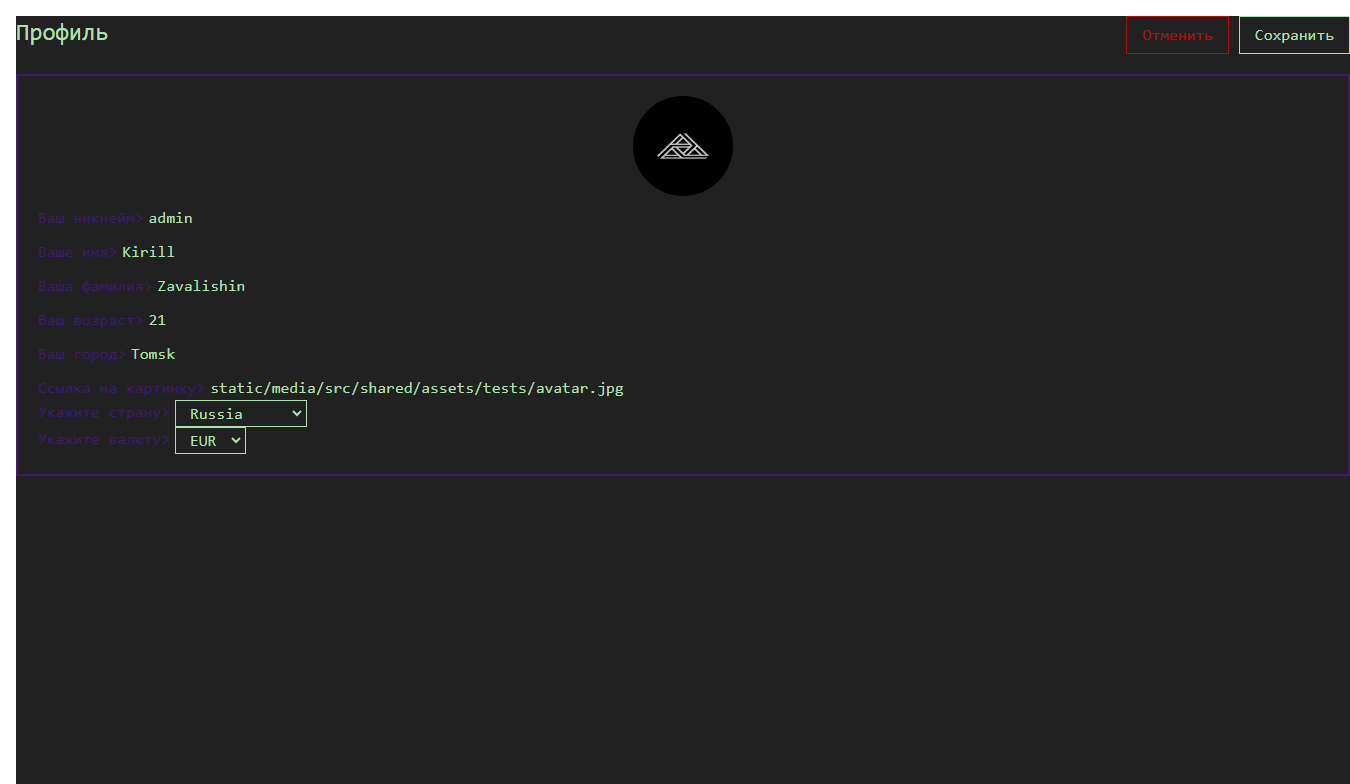 Профиль
Отменить Сохранить
Ваш никнейм> admin
Ваше имя> Kirill
Ваша фамилия> Zavalishin
Ваш возраст> 21
Ваш город> Tomsk
Ссылка на картинку> static/media/src/shared/assets/tests/avatar.jpg
Укажите страну> Russia
Укажите валюту> EUR